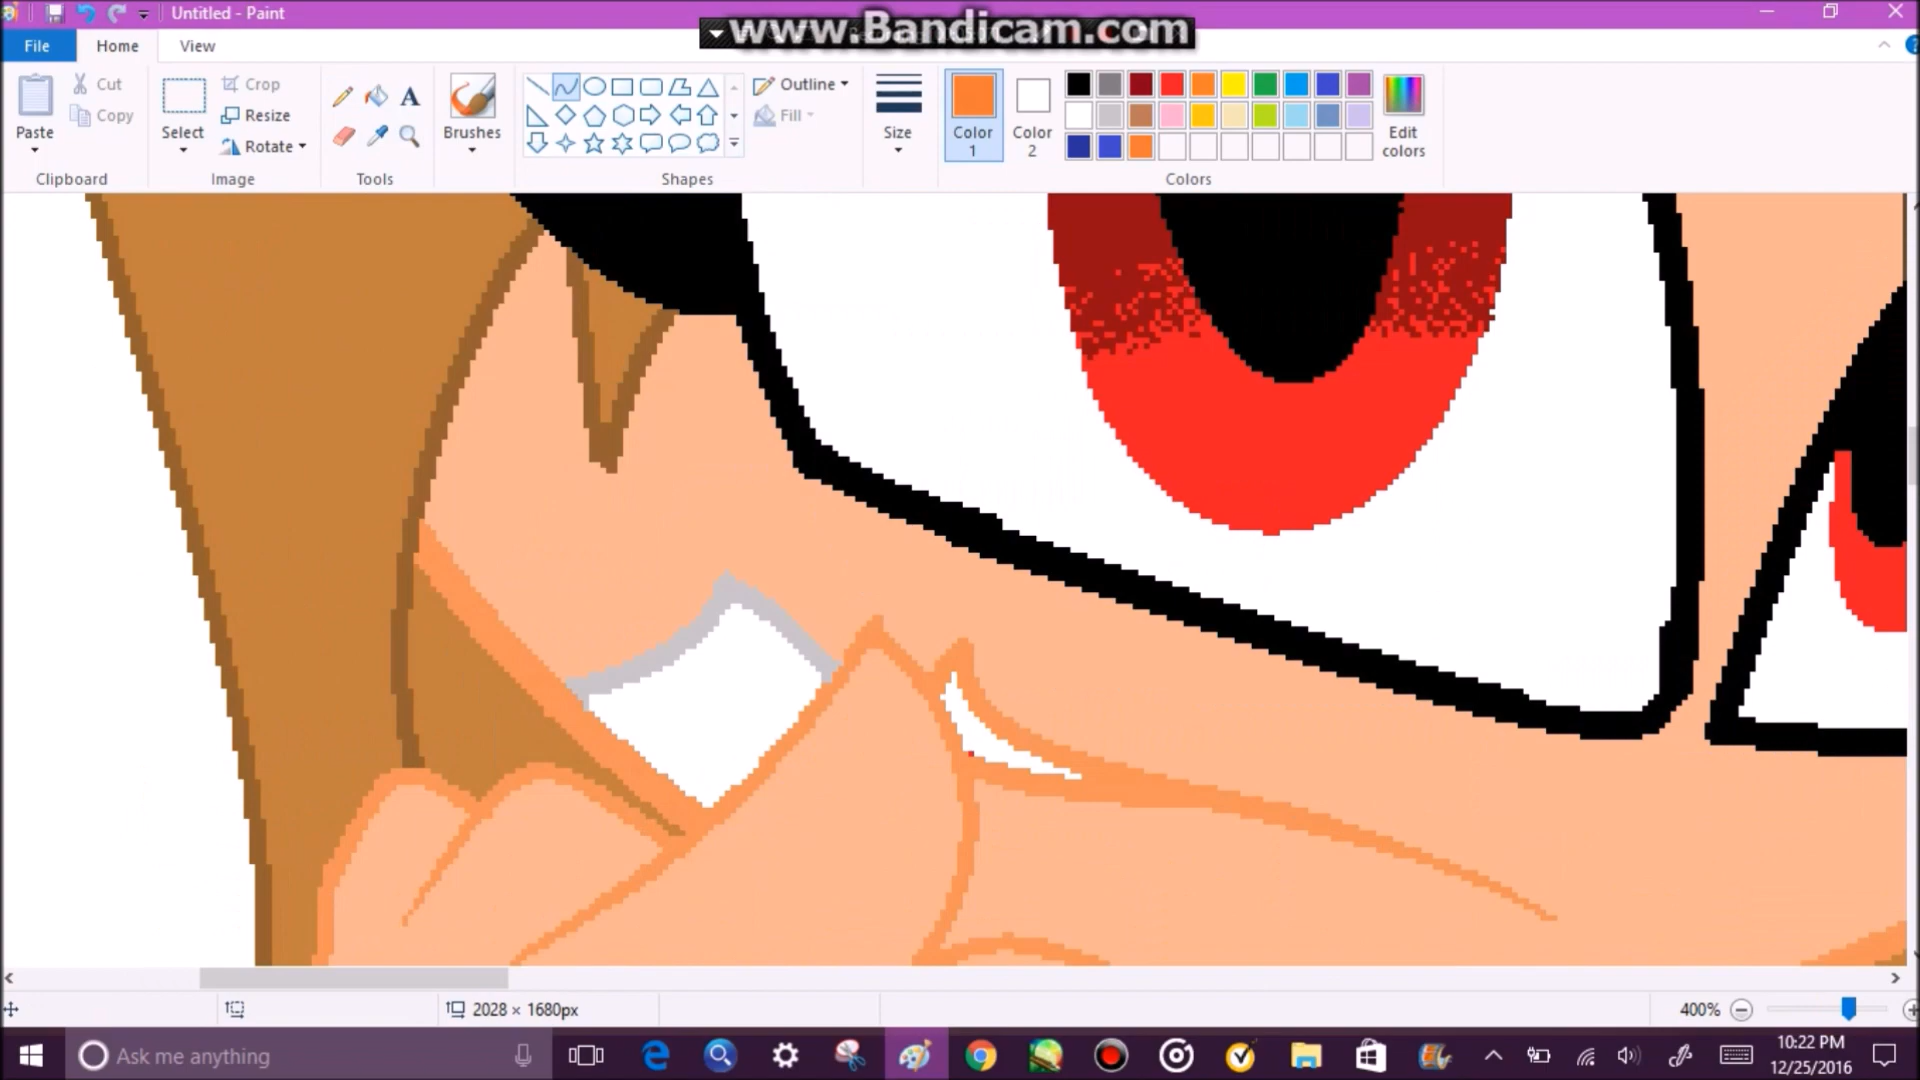 Untitled - Paint
www.Bandicam.com
File
Home
View
Paste
Cut
Copy
Clipboard
Select
Crop
Resize
Rotate
Image
Tools
Brushes
Outline
Fill
Shapes
Size
Color
1
Color
2
Edit
colors
Colors
2028 × 1680px
400%
Ask me anything
10:22 PM
12/25/2016